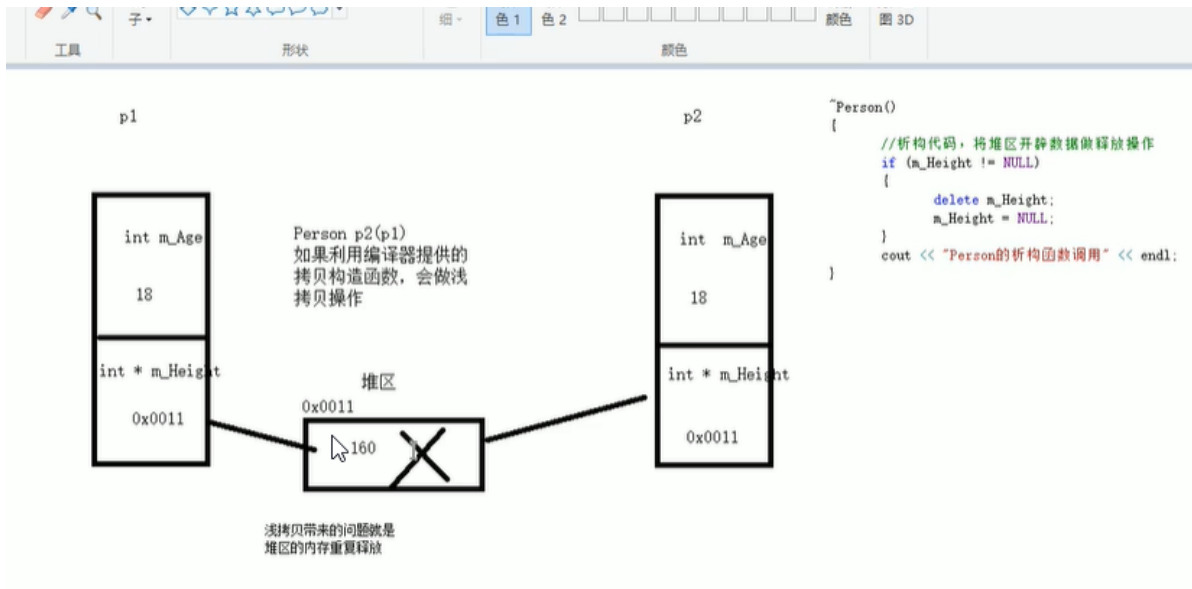 子
细
色 1
色 2
颜色
图 3D
工具
形状
颜色
p1
int m_Age
18
int * m_Height
0x0011
Person p2(p1)
如果利用编译器提供的
拷贝构造函数，会做浅
拷贝操作
堆区
0x0011
160
浅拷贝带来的问题就是
堆区的内存重复释放
p2
int m_Age
18
int * m_Height
0x0011
~Person()
{
//析构代码，将堆区开辟数据做释放操作
if (m_Height != NULL)
{
delete m_Height;
m_Height = NULL;
}
cout << "Person的析构函数调用" << endl;
}